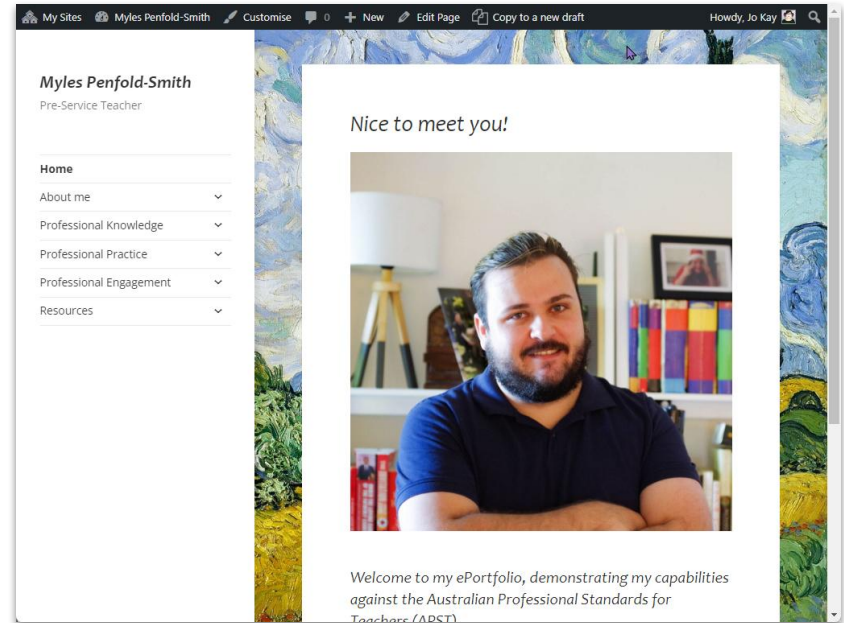 My Sites Myles Penfold-Smith Customise 0 New Edit Page Copy to a new draft Howdy, Jo Kay
Myles Penfold-Smith
Pre-Service Teacher
Home
About me
Professional Knowledge
Professional Practice
Professional Engagement
Resources
Nice to meet you!
Welcome to my ePortfolio, demonstrating my capabilities
against the Australian Professional Standards for
Teachers (APST)